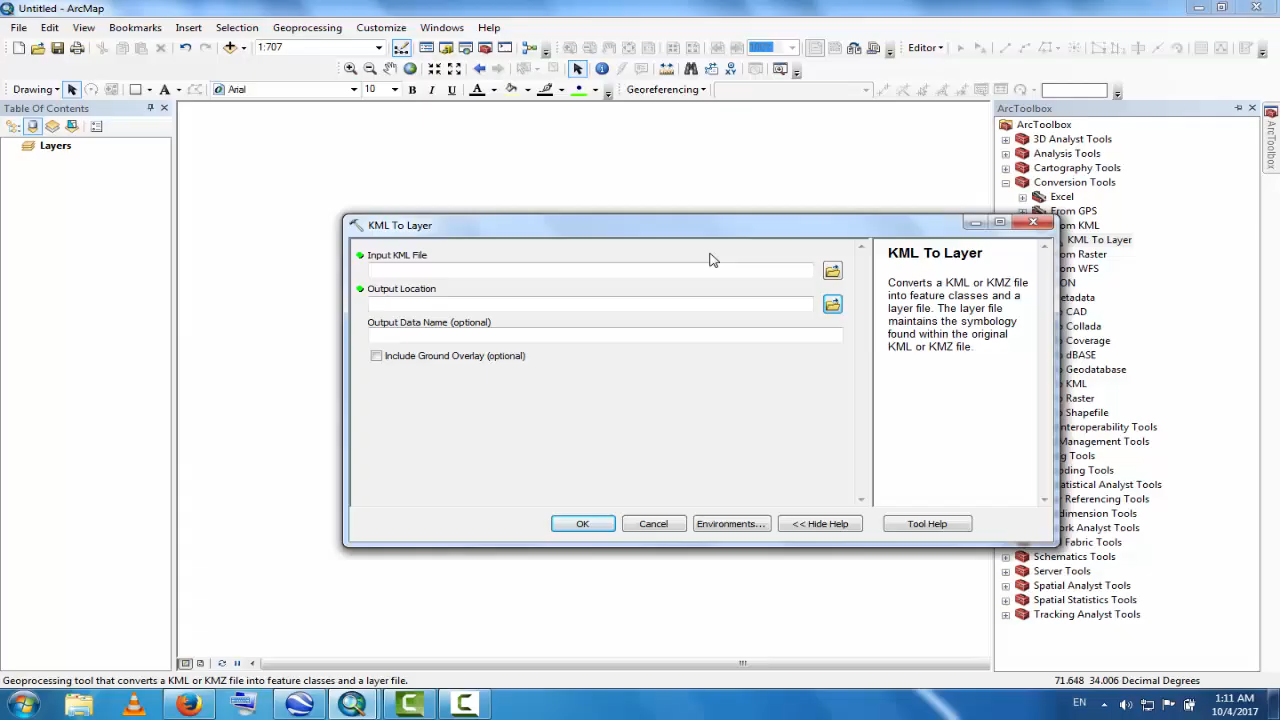 Untitled - ArcMap
File Edit View Bookmarks Insert Selection Geoprocessing Customize Windows Help
1:707
Editor
Drawing
Arial
10
B I U A
Georeferencing
Table Of Contents
Layers
ArcToolbox
ArcToolbox
3D Analyst Tools
Analysis Tools
Cartography Tools
Conversion Tools
Excel
From GPS
om KML
KML To Layer
om Raster
om WFS
ON
etadata
CAD
Collada
Coverage
dBASE
Geodatabase
KML
Raster
Shapefile
nteroperability Tools
Management Tools
g Tools
oding Tools
tatistical Analyst Tools
Referencing Tools
dimension Tools
ork Analyst Tools
Fabric Tools
Schematics Tools
Server Tools
Spatial Analyst Tools
Spatial Statistics Tools
Tracking Analyst Tools
ArcToolbox
KML To Layer
Input KML File
Output Location
Output Data Name (optional)
Include Ground Overlay (optional)
KML To Layer
Converts a KML or KMZ file
into feature classes and a
layer file. The layer file
maintains the symbology
found within the original
KML or KMZ file.
OK Cancel Environments... << Hide Help Tool Help
Geoprocessing tool that converts a KML or KMZ file into feature classes and a layer file.
71.648 34.006 Decimal Degrees
EN
1:11 AM
10/4/2017